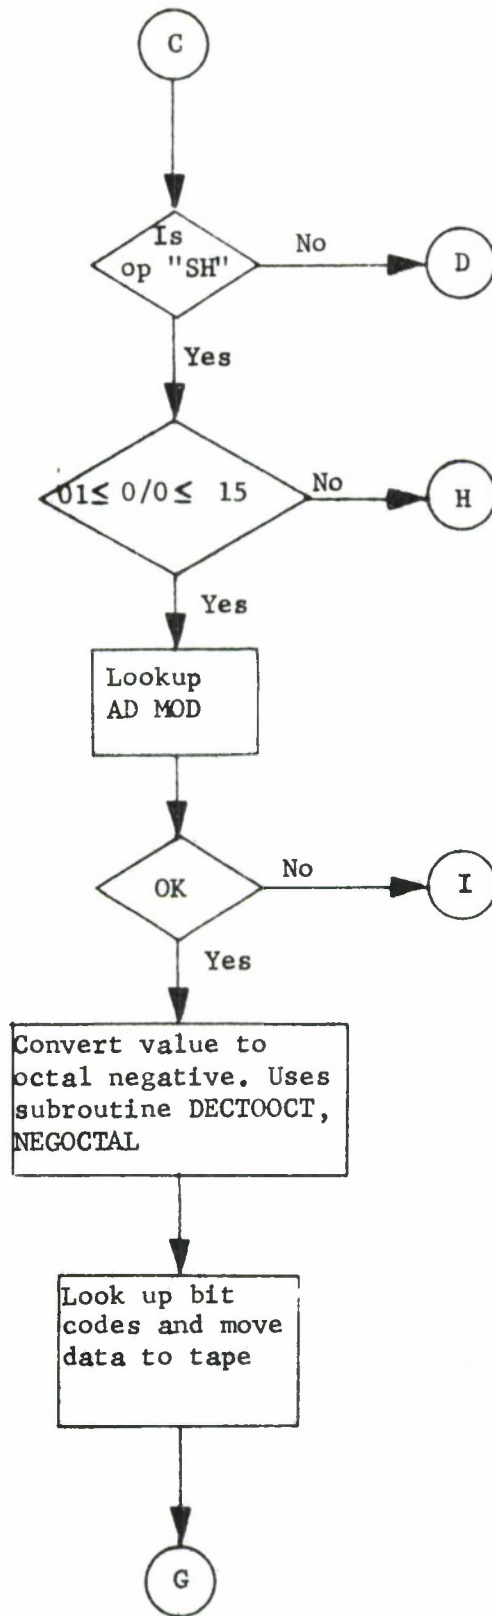 C
Is
op "SH"
No
D
Yes
01≤ 0/0 ≤ 15
No
H
Yes
Lookup
AD MOD
OK
No
I
Yes
Convert value to
octal negative. Uses
subroutine DECTOOCT,
NEGOCTAL
Look up bit
codes and move
data to tape
G